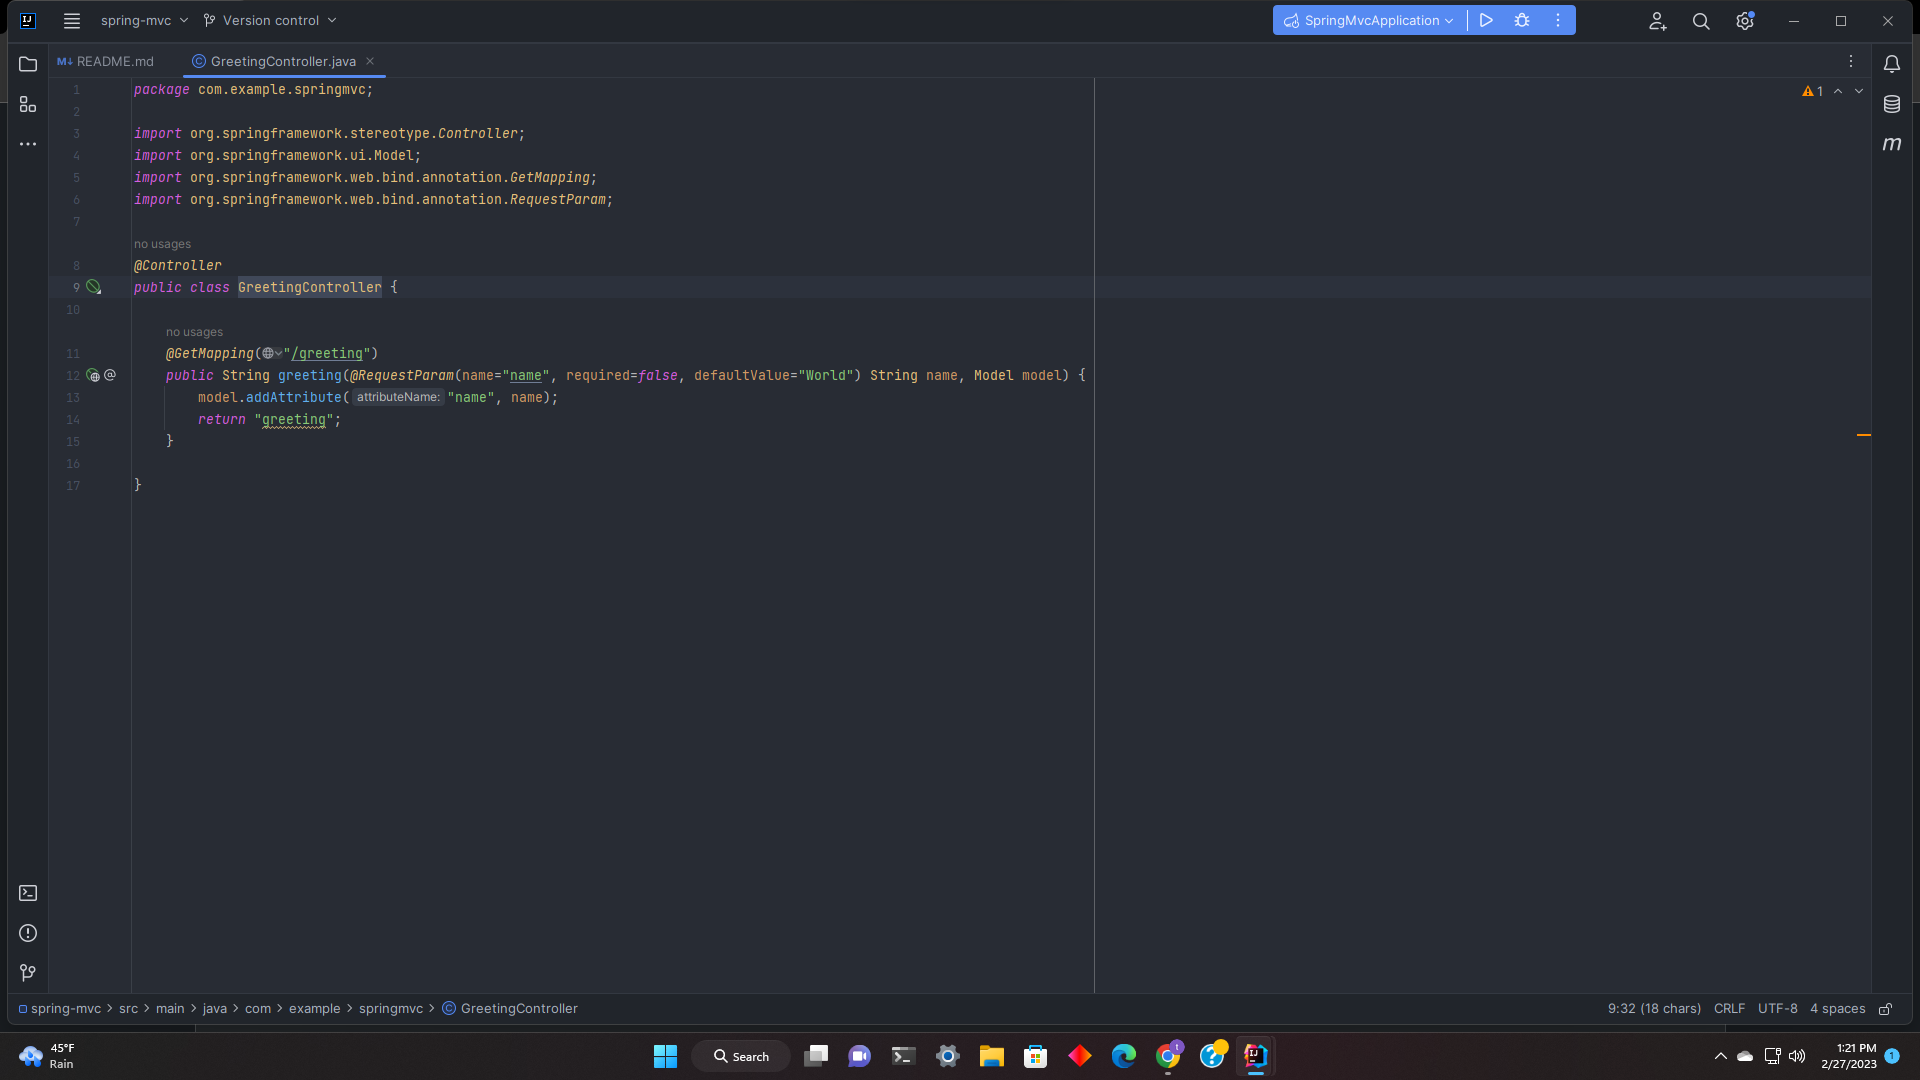 spring-mvc
Version control
SpringMvcApplication
M↓ README.md
GreetingController.java
1 package com.example.springmvc;
2
3 import org.springframework.stereotype.Controller;
4 import org.springframework.ui.Model;
5 import org.springframework.web.bind.annotation.GetMapping;
6 import org.springframework.web.bind.annotation.RequestParam;
7
no usages
8 @Controller
9 public class GreetingController {
10
no usages
11 @GetMapping("/greeting")
12 public String greeting(@RequestParam(name="name", required=false, defaultValue="World") String name, Model model) {
13 model.addAttribute( attributeName: "name", name);
14 return "greeting";
15 }
16
17 }
1
m
spring-mvc > src > main > java > com > example > springmvc > GreetingController
9:32 (18 chars) CRLF UTF-8 4 spaces
45°F
Rain
Search
t
IJ
1:21 PM
2/27/2023
1